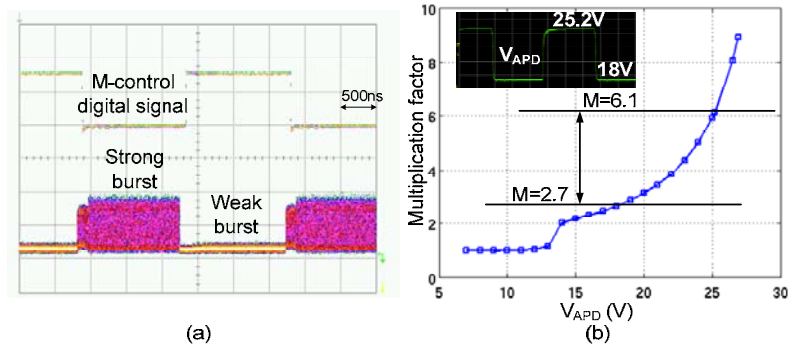 (a)
M-control
digital signal
500ns
Strong
burst
Weak
burst
(a)
(b)
Multiplication factor
10
8
6
4
2
0
25.2V
VAPD
18V
M=6.1
M=2.7
5
10
15
20
25
30
VAPD (V)
(b)